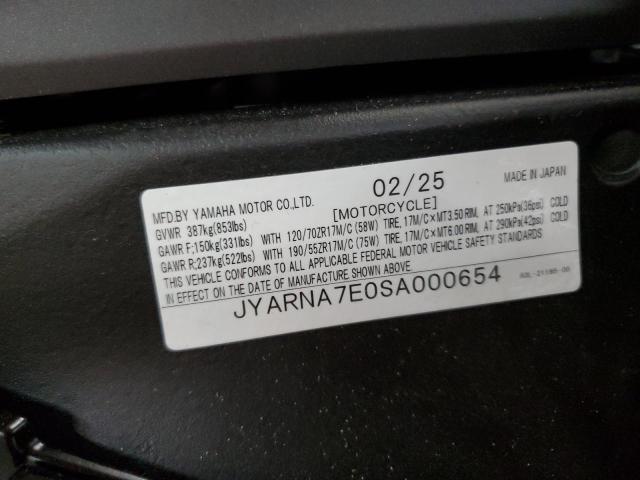 MFD.BY YAMAHA MOTOR CO.,LTD. 02/25 MADE IN JAPAN
GVWR 387kg(853lbs) [MOTORCYCLE]
GAWR F;150kg(331lbs) WITH 120/70ZR17M/C (58W) TIRE, 17M/C×MT3.50 RIM, AT 250kPa(36psi) COLD
GAWR R;237kg(522lbs) WITH 190/55ZR17M/C (75W) TIRE, 17M/C×MT6.00 RIM, AT 290kPa(42psi) COLD
THIS VEHICLE CONFORMS TO ALL APPLICABLE FEDERAL MOTOR VEHICLE SAFETY STANDARDS
IN EFFECT ON THE DATE OF MANUFACTURE SHOWN ABOVE.
JYARNA7E0SA000654